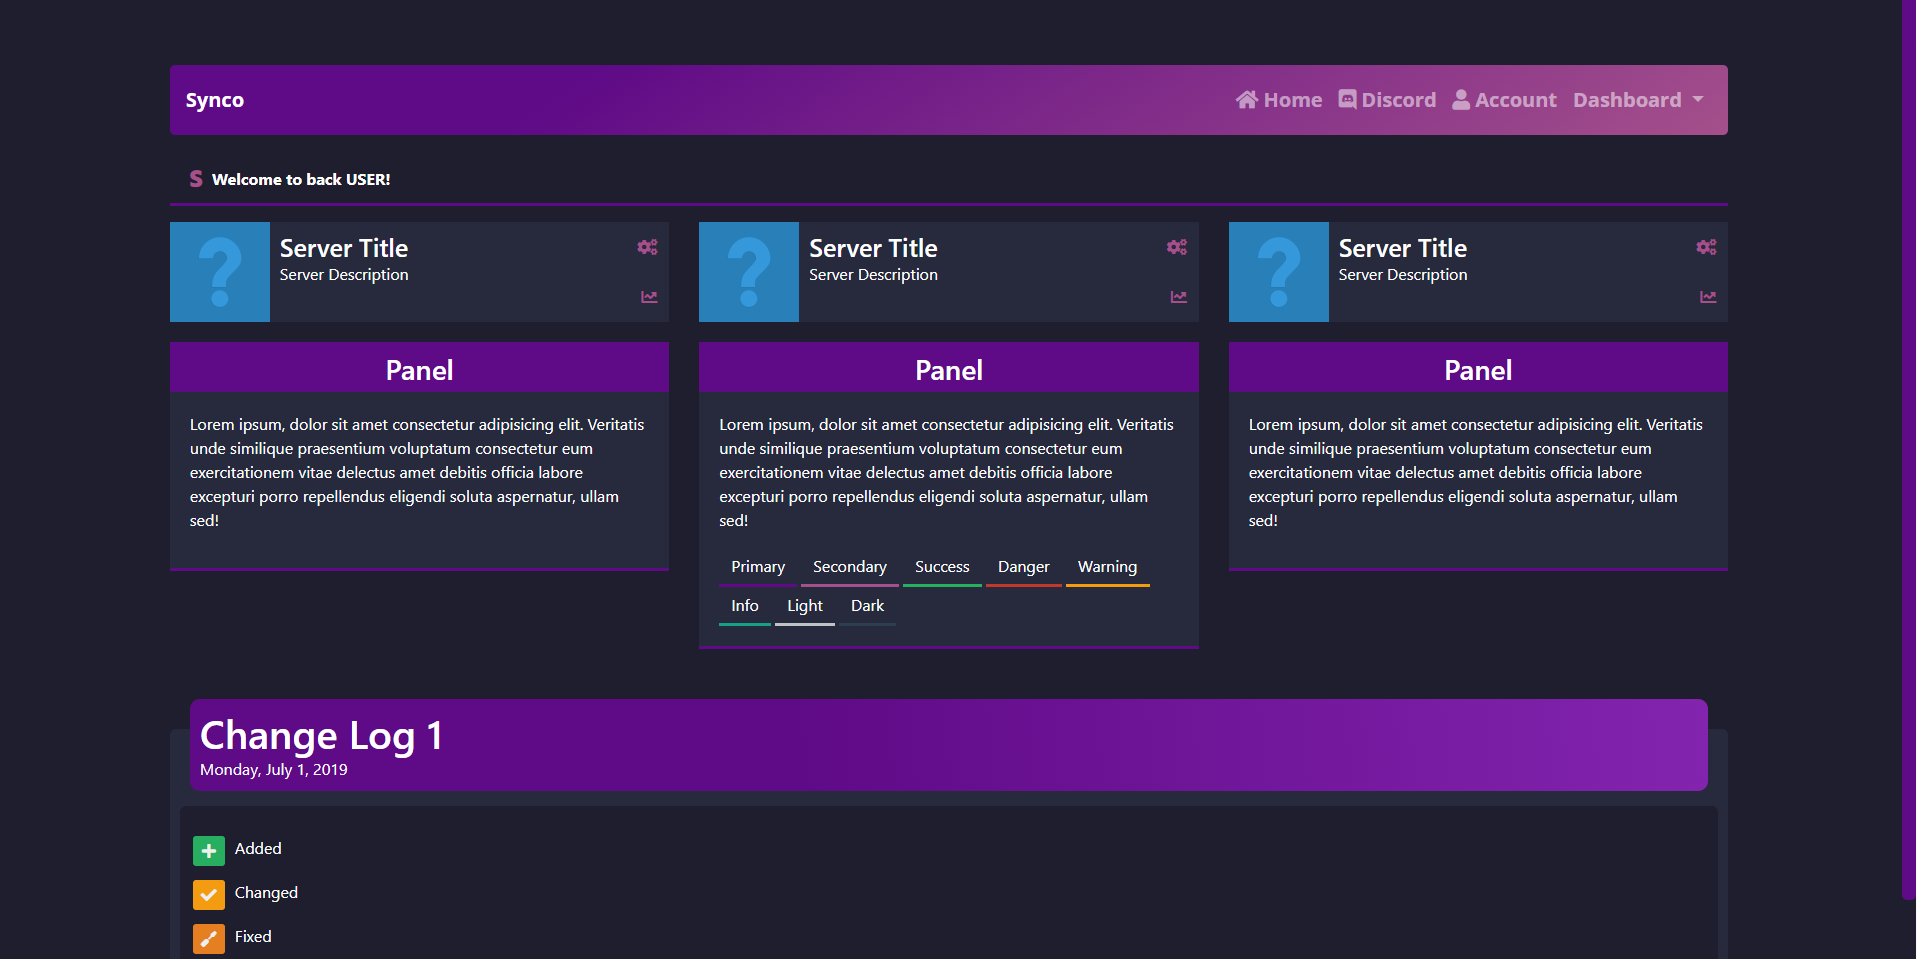 Synco
Home Discord Account Dashboard
S Welcome to back USER!
Server Title
Server Description
Server Title
Server Description
Server Title
Server Description
Panel
Lorem ipsum, dolor sit amet consectetur adipisicing elit. Veritatis
unde similique praesentium voluptatum consectetur eum
exercitationem vitae delectus amet debitis officia labore
excepturi porro repellendus eligendi soluta aspernatur, ullam
sed!
Panel
Lorem ipsum, dolor sit amet consectetur adipisicing elit. Veritatis
unde similique praesentium voluptatum consectetur eum
exercitationem vitae delectus amet debitis officia labore
excepturi porro repellendus eligendi soluta aspernatur, ullam
sed!
Primary Secondary Success Danger Warning
Info Light Dark
Panel
Lorem ipsum, dolor sit amet consectetur adipisicing elit. Veritatis
unde similique praesentium voluptatum consectetur eum
exercitationem vitae delectus amet debitis officia labore
excepturi porro repellendus eligendi soluta aspernatur, ullam
sed!
Change Log 1
Monday, July 1, 2019
Added
Changed
Fixed